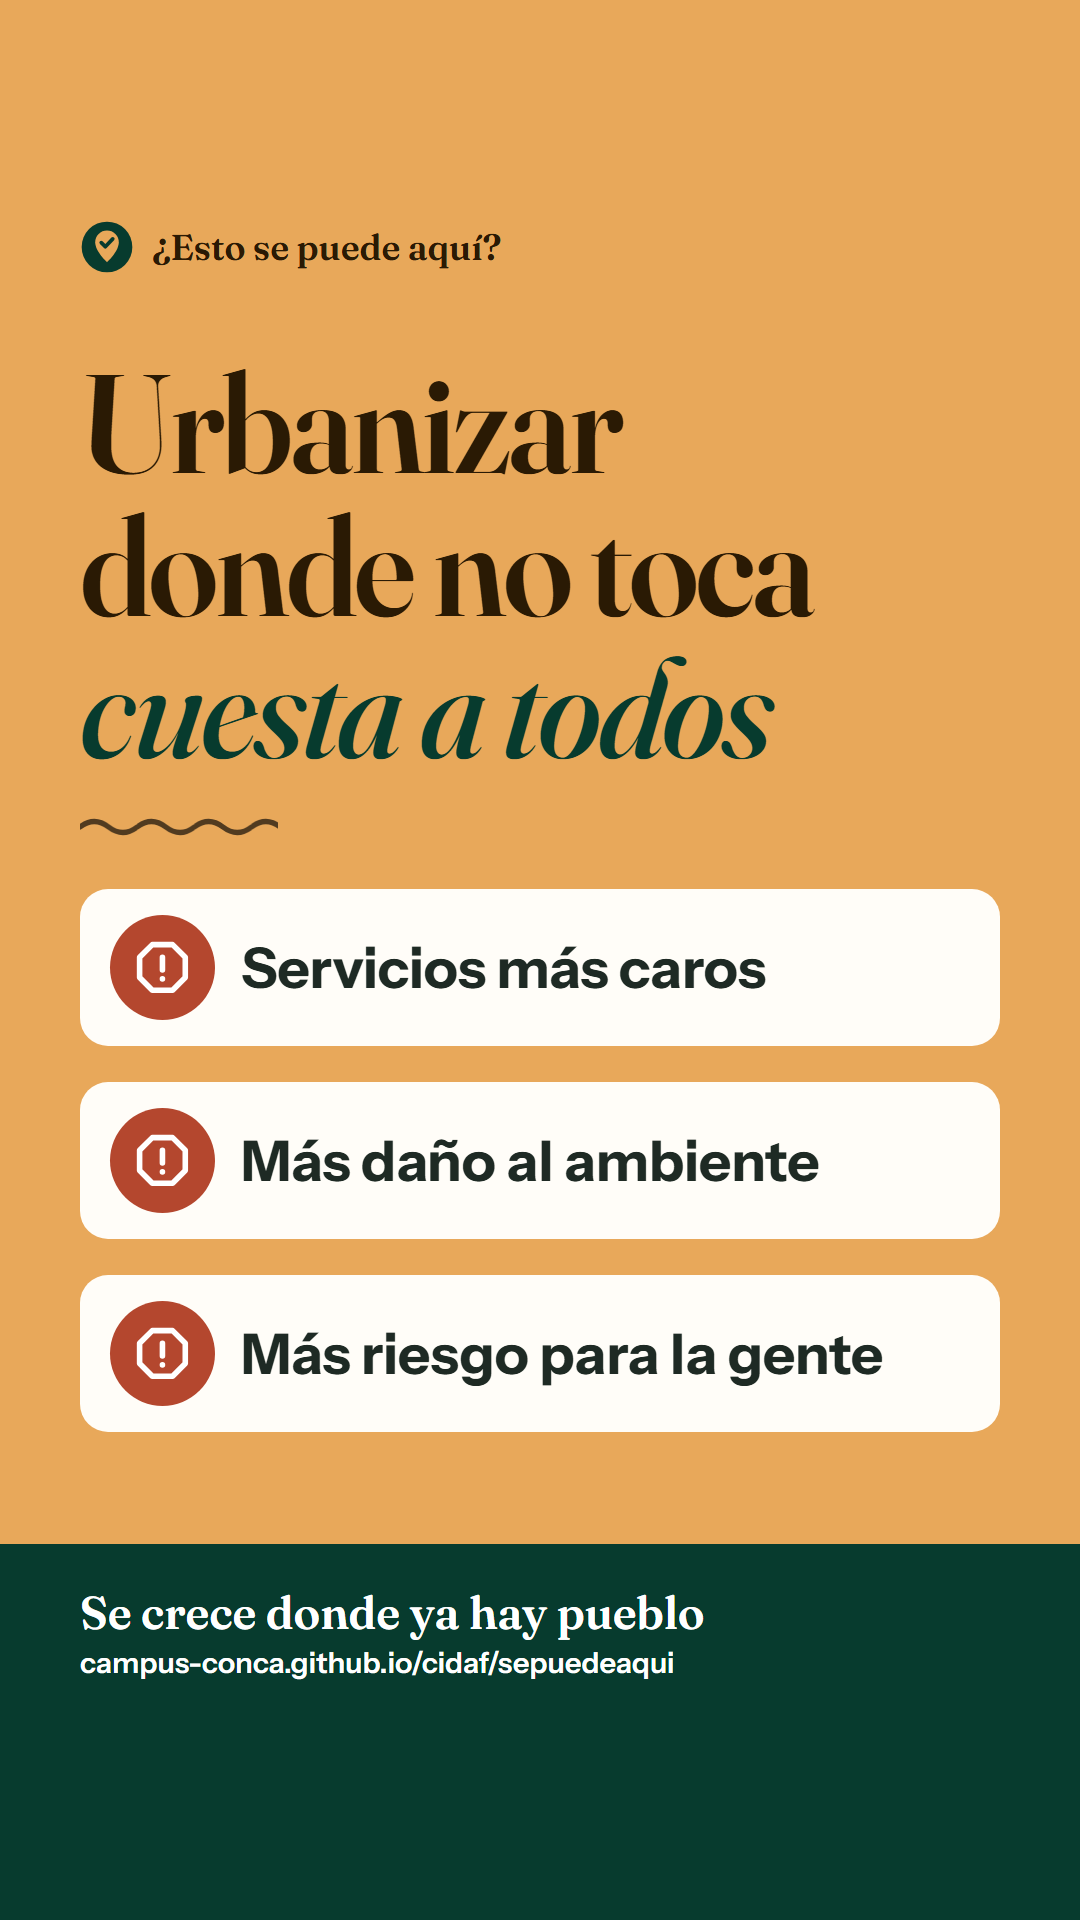 ¿Esto se puede aquí?
Urbanizar
donde no toca
cuesta a todos
Servicios más caros
Más daño al ambiente
Más riesgo para la gente
Se crece donde ya hay pueblo
campus-conca.github.io/cidaf/sepuedeaqui